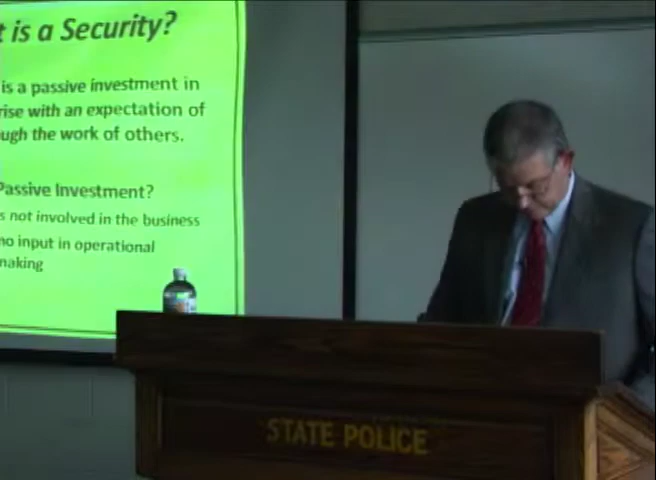 t is a Security?
is a passive investment in
rise with an expectation of
ugh the work of others.
Passive Investment?
s not involved in the business
no input in operational
making
STATE POLICE